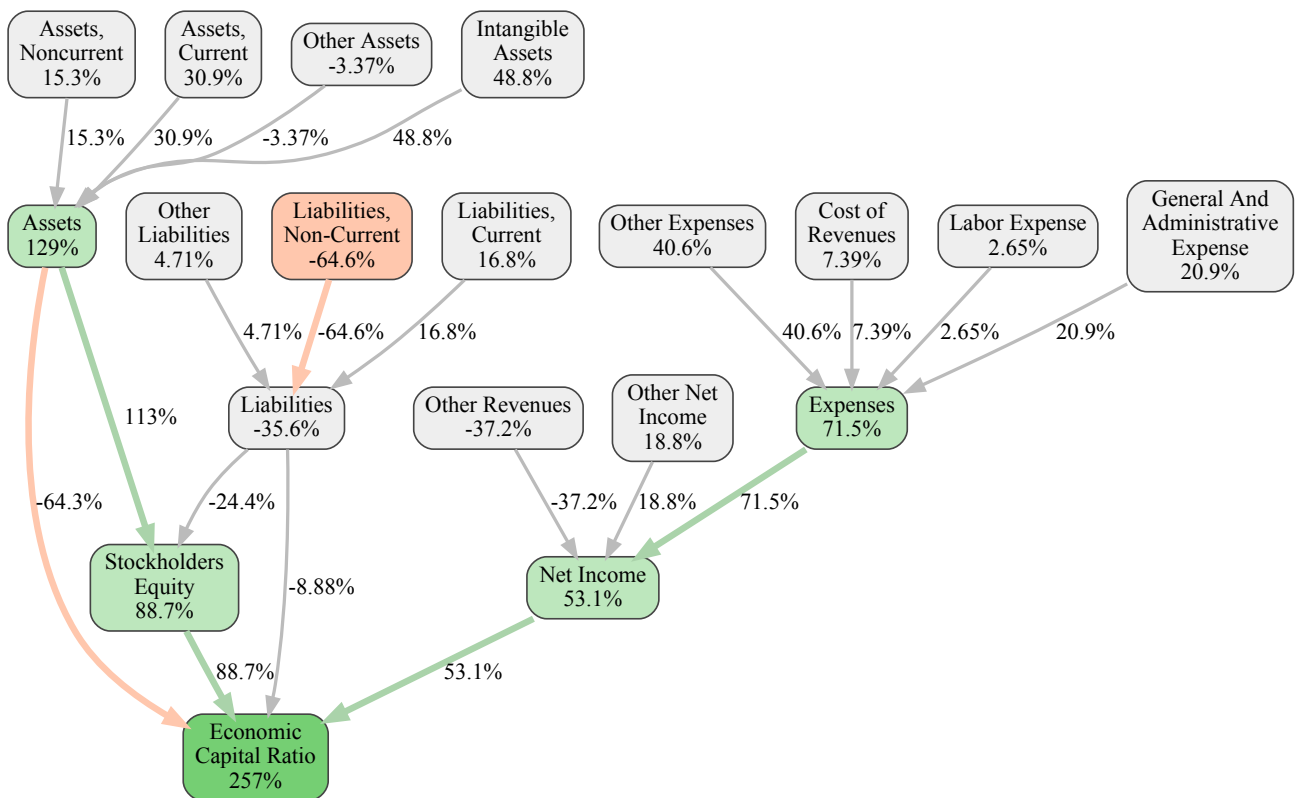 Assets,
Noncurrent
15.3%
Assets,
Current
30.9%
Other Assets
-3.37%
Intangible
Assets
48.8%
15.3%
30.9%
-3.37%
48.8%
Assets
129%
Other
Liabilities
4.71%
Liabilities,
Non-Current
-64.6%
Liabilities,
Current
16.8%
Other Expenses
40.6%
Cost of
Revenues
7.39%
Labor Expense
2.65%
General And
Administrative
Expense
20.9%
4.71%
-64.6%
16.8%
40.6%
7.39%
2.65%
20.9%
113%
Liabilities
-35.6%
Other Revenues
-37.2%
Other Net
Income
18.8%
Expenses
71.5%
-64.3%
-24.4%
-37.2%
18.8%
71.5%
Stockholders
Equity
88.7%
-8.88%
Net Income
53.1%
88.7%
53.1%
Economic
Capital Ratio
257%